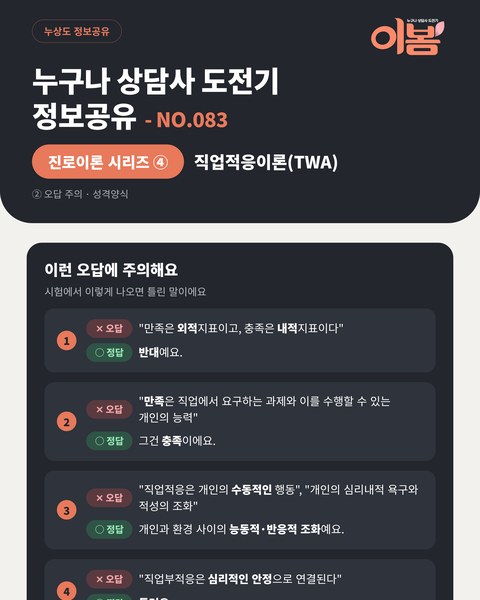 누상도 정보공유
누구나 상담사 도전기
이봄
누구나 상담사 도전기
정보공유 - NO.083
진로이론 시리즈 ④ 직업적응이론(TWA)
② 오답 주의 · 성격양식
이런 오답에 주의해요
시험에서 이렇게 나오면 틀린 말이에요
1
× 오답 "만족은 외적지표이고, 충족은 내적지표이다"
○ 정답 반대예요.
2
× 오답 "만족은 직업에서 요구하는 과제와 이를 수행할 수 있는
개인의 능력"
○ 정답 그건 충족이에요.
3
× 오답 "직업적응은 개인의 수동적인 행동", "개인의 심리내적 욕구와
적성의 조화"
○ 정답 개인과 환경 사이의 능동적·반응적 조화예요.
4
× 오답 "직업부적응은 심리적인 안정으로 연결된다"